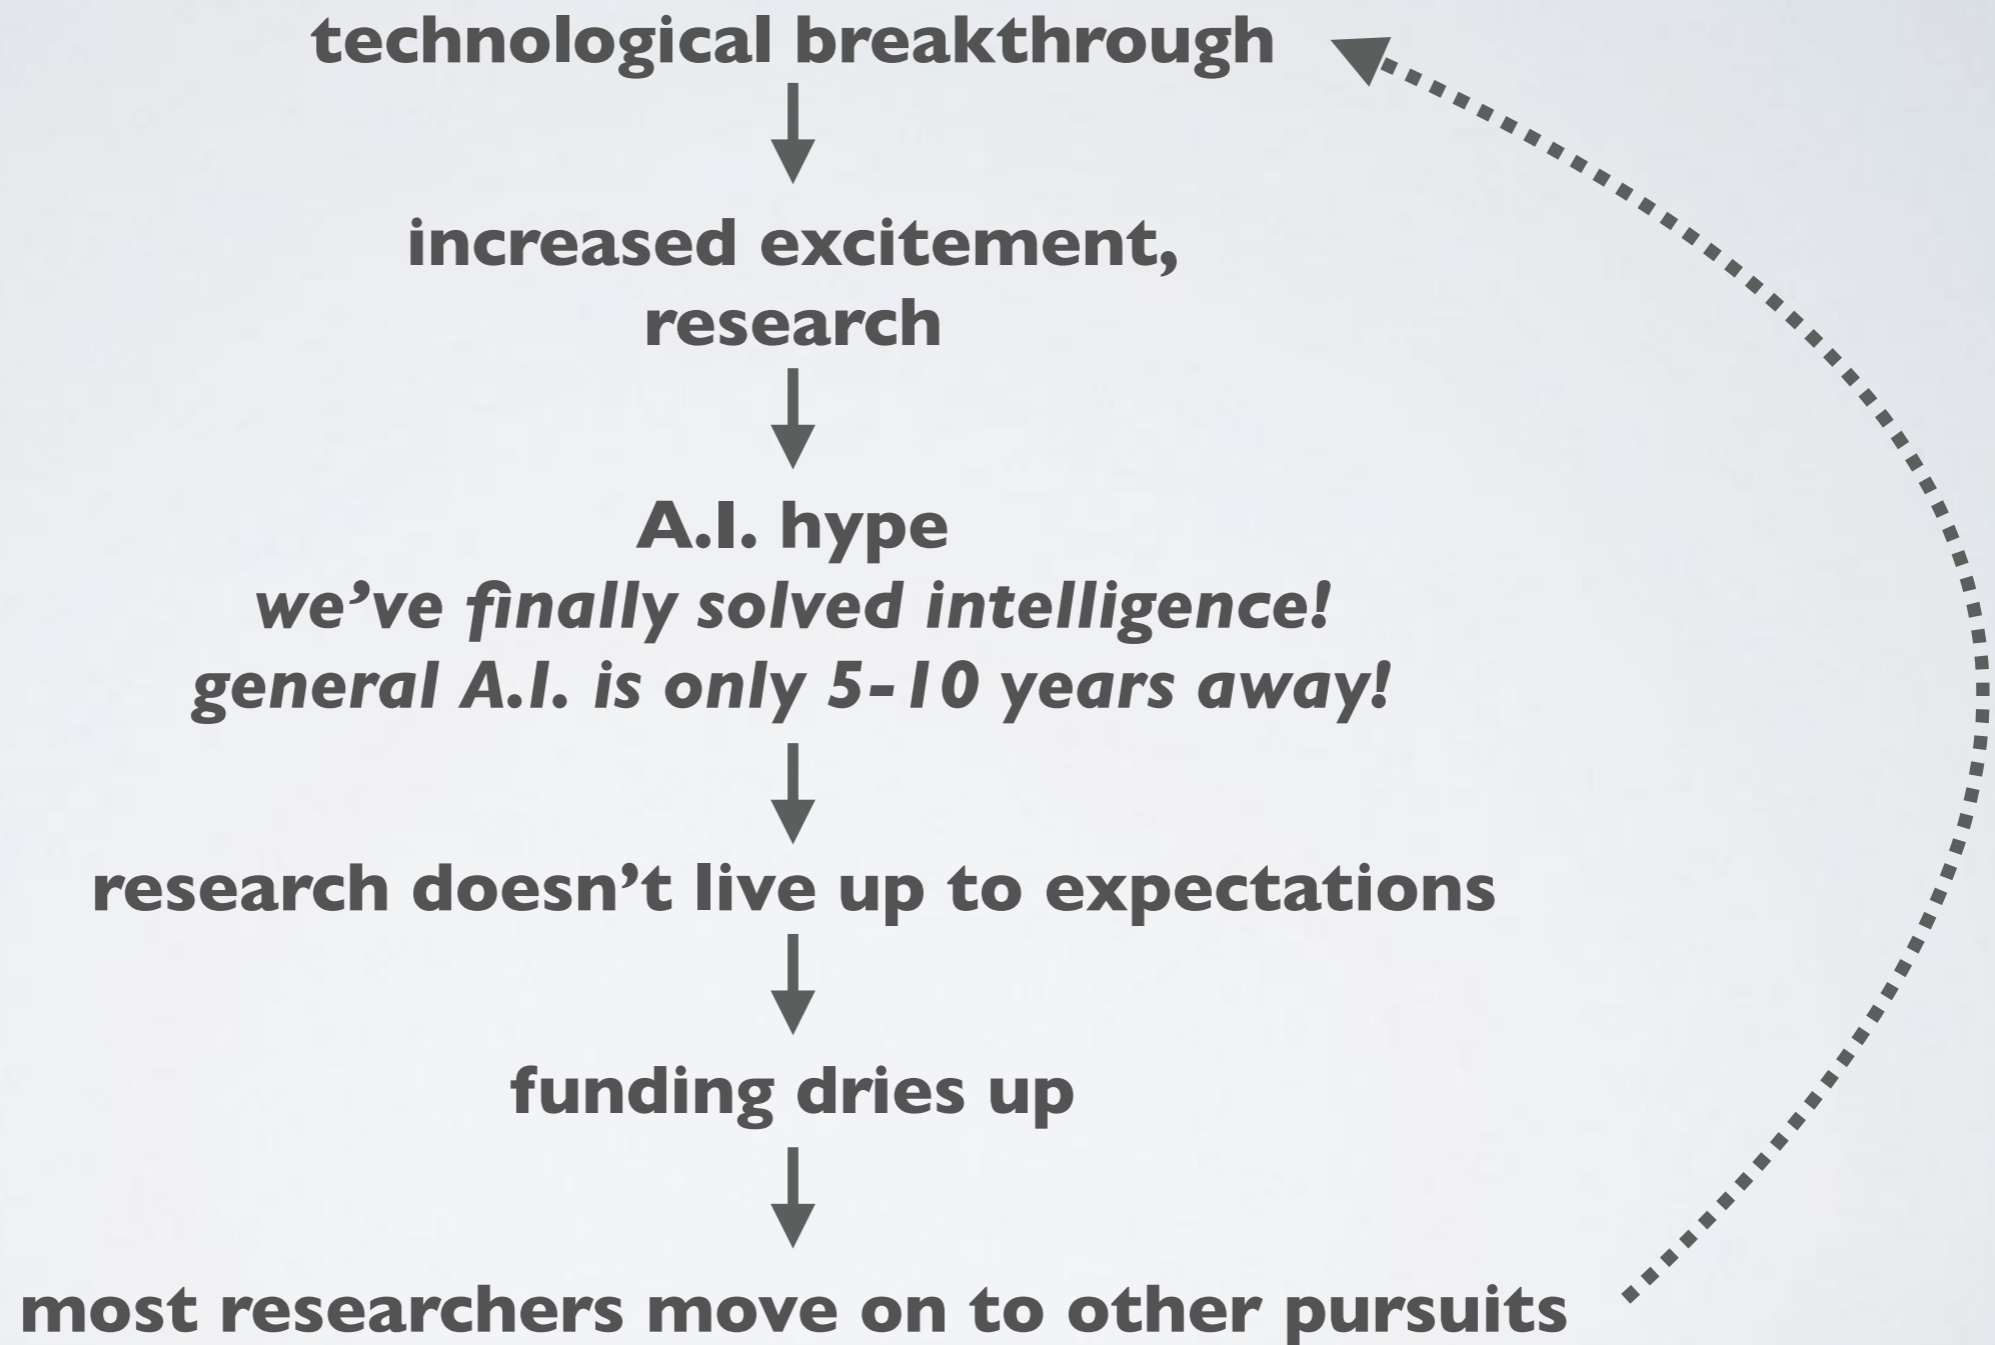 technological breakthrough
increased excitement,
research
A.I. hype
we’ve finally solved intelligence!
general A.I. is only 5-10 years away!
research doesn’t live up to expectations
funding dries up
most researchers move on to other pursuits